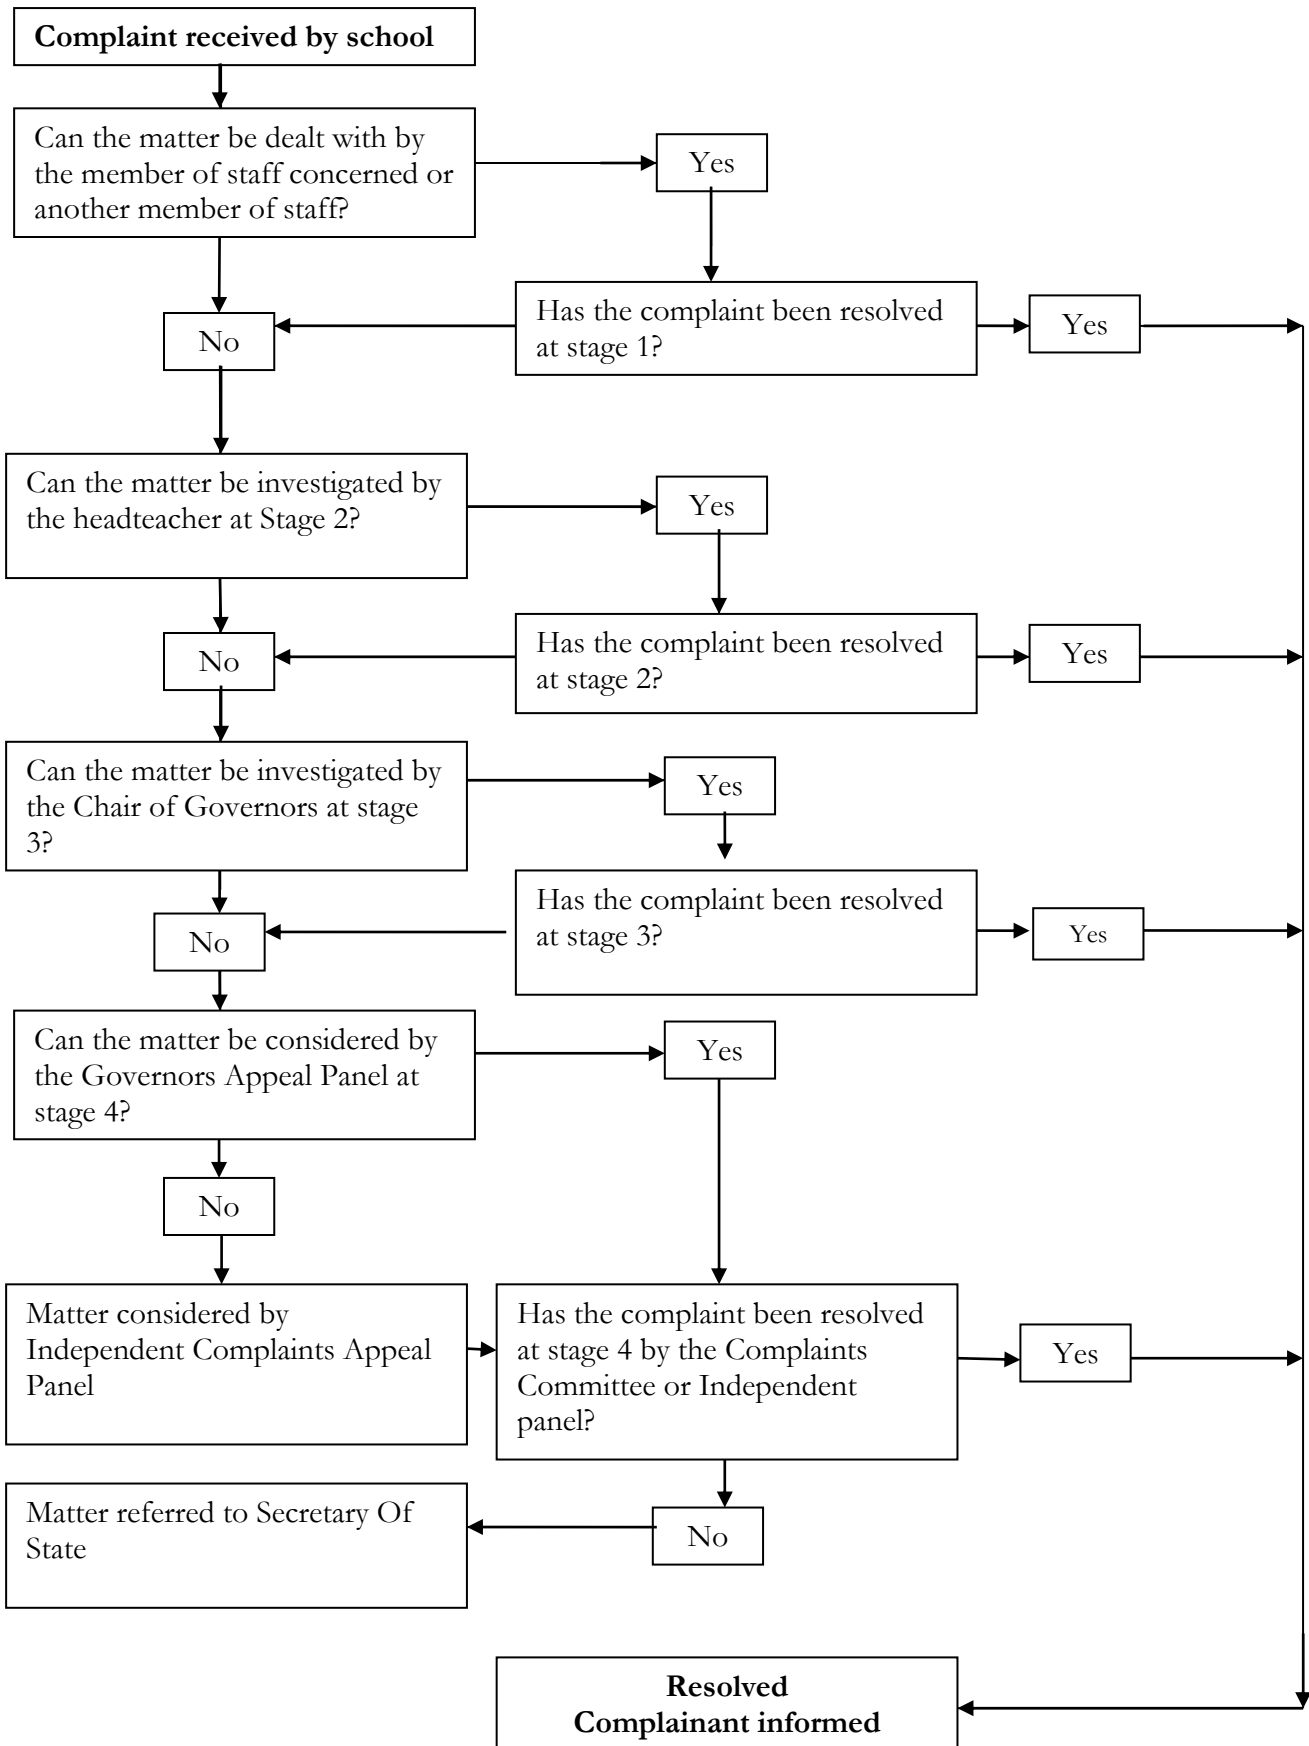 Complaint received by school
Can the matter be dealt with by
the member of staff concerned or
another member of staff?
Yes
Has the complaint been resolved
at stage 1?
Yes
No
Can the matter be investigated by
the headteacher at Stage 2?
Yes
Has the complaint been resolved
at stage 2?
Yes
No
Can the matter be investigated by
the Chair of Governors at stage
3?
Yes
Has the complaint been resolved
at stage 3?
Yes
No
Can the matter be considered by
the Governors Appeal Panel at
stage 4?
Yes
No
Matter considered by
Independent Complaints Appeal
Panel
Has the complaint been resolved
at stage 4 by the Complaints
Committee or Independent
panel?
Yes
Matter referred to Secretary Of
State
No
Resolved
Complainant informed